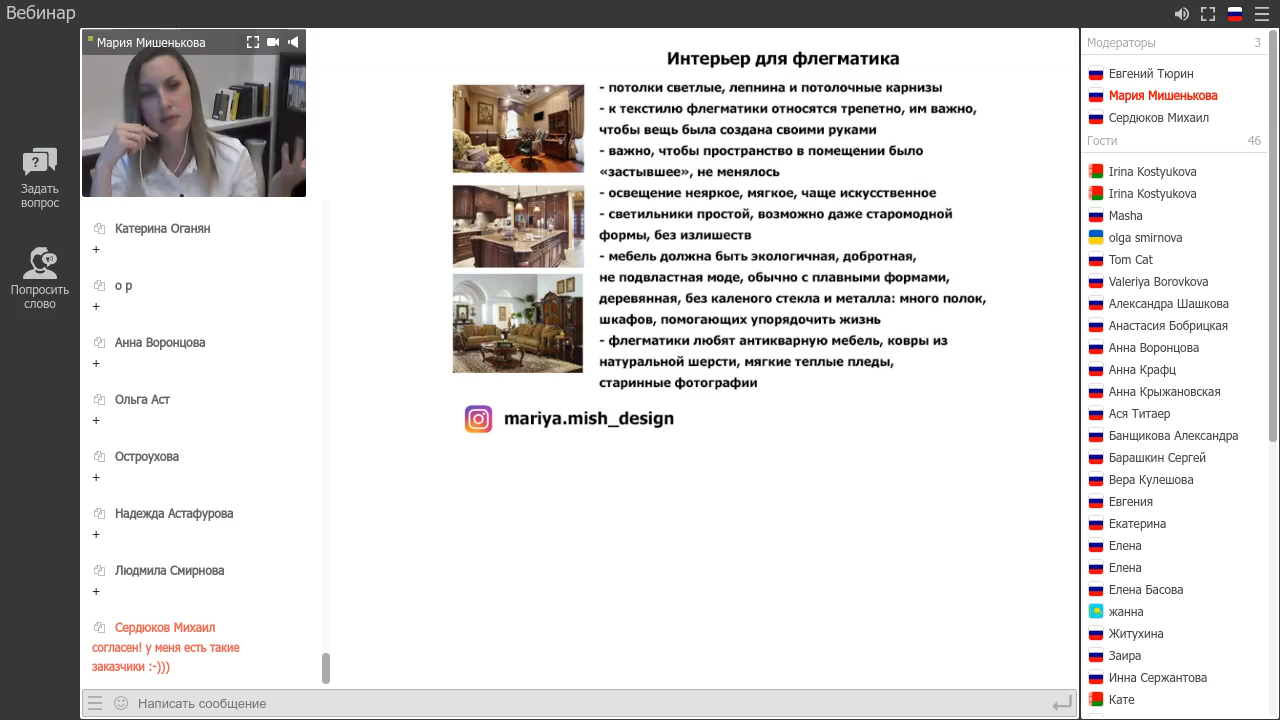 Вебинар
Мария Мишенькова
Задать
вопрос
Попросить
слово
Катерина Оганян
+
о р
+
Анна Воронцова
+
Ольга Аст
+
Остроухова
+
Надежда Астафурова
+
Людмила Смирнова
+
Сердюков Михаил
согласен! у меня есть такие
заказчики :-)))
Написать сообщение
Интерьер для флегматика
- потолки светлые, лепнина и потолочные карнизы
- к текстилю флегматики относятся трепетно, им важно,
чтобы вещь была создана своими руками
- важно, чтобы пространство в помещении было
«застывшее», не менялось
- освещение неяркое, мягкое, чаще искусственное
- светильники простой, возможно даже старомодной
формы, без излишеств
- мебель должна быть экологичная, добротная,
не подвластная моде, обычно с плавными формами,
деревянная, без каленого стекла и металла: много полок,
шкафов, помогающих упорядочить жизнь
- флегматики любят антикварную мебель, ковры из
натуральной шерсти, мягкие теплые пледы,
старинные фотографии
mariya.mish_design
Модераторы 3
Евгений Тюрин
Мария Мишенькова
Сердюков Михаил
Гости 46
Irina Kostyukova
Irina Kostyukova
Masha
olga smirnova
Tom Cat
Valeriya Borovkova
Александра Шашкова
Анастасия Бобруцкая
Анна Воронцова
Анна Крафц
Анна Крыжановская
Ася Титаер
Банщикова Александра
Барашкин Сергей
Вера Кулешова
Евгения
Екатерина
Елена
Елена
Елена Басова
жанна
Житухина
Заира
Инна Сержантова
Кате